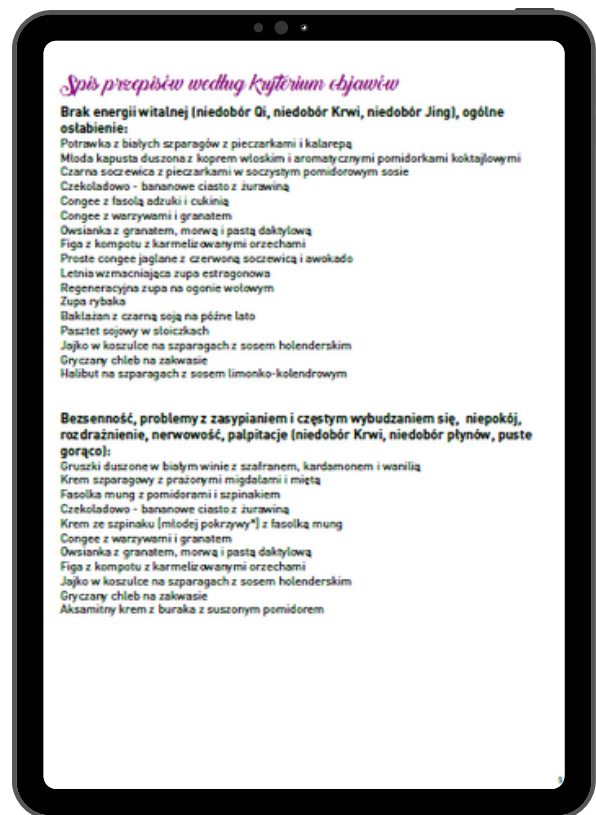 Spis przepisów według kryterium objawów
Brak energii witalnej (niedobór Qi, niedobór Krwi, niedobór Jing), ogólne
osłabienie:
Potrawka z białych szparagów z pieczarkami i kalarepą
Młoda kapusta duszona z koprem włoskim i aromatycznymi pomidorkami koktajlowymi
Czarna soczewica z pieczarkami w soczystym pomidorowym sosie
Czekoladowo - bananowe ciasto z żurawiną
Congee z fasolą adzuki i cukinią
Congee z warzywami i granatem
Owsianka z granatem, morwą i pastą daktylową
Figa z kompotu z karmelizowanymi orzechami
Proste congee jaglane z czerwoną soczewicą i awokado
Letnia wzmacniająca zupa estragonowa
Regeneracyjna zupa na ogonie wołowym
Zupa rybaka
Bakłażan z czarną soją na późne lato
Pasztet sojowy w słoiczkach
Jajko w koszulce na szparagach z sosem holenderskim
Gryczany chleb na zakwasie
Halibut na szparagach z sosem limonko-kolendrowym
Bezsenność, problemy z zasypianiem i częstym wybudzaniem się, niepokój,
rozdrażnienie, nerwowość, palpitacje (niedobór Krwi, niedobór płynów, puste
gorąco):
Gruszki duszone w białym winie z szafranem, kardamonem i wanilią
Krem szparagowy z prażonymi migdałami i miętą
Fasolka mung z pomidorami i szpinakiem
Czekoladowo - bananowe ciasto z żurawiną
Krem ze szpinaku (młodej pokrzywy*) z fasolką mung
Congee z warzywami i granatem
Owsianka z granatem, morwą i pastą daktylową
Figa z kompotu z karmelizowanymi orzechami
Jajko w koszulce na szparagach z sosem holenderskim
Gryczany chleb na zakwasie
Aksamitny krem z buraka z suszonym pomidorem